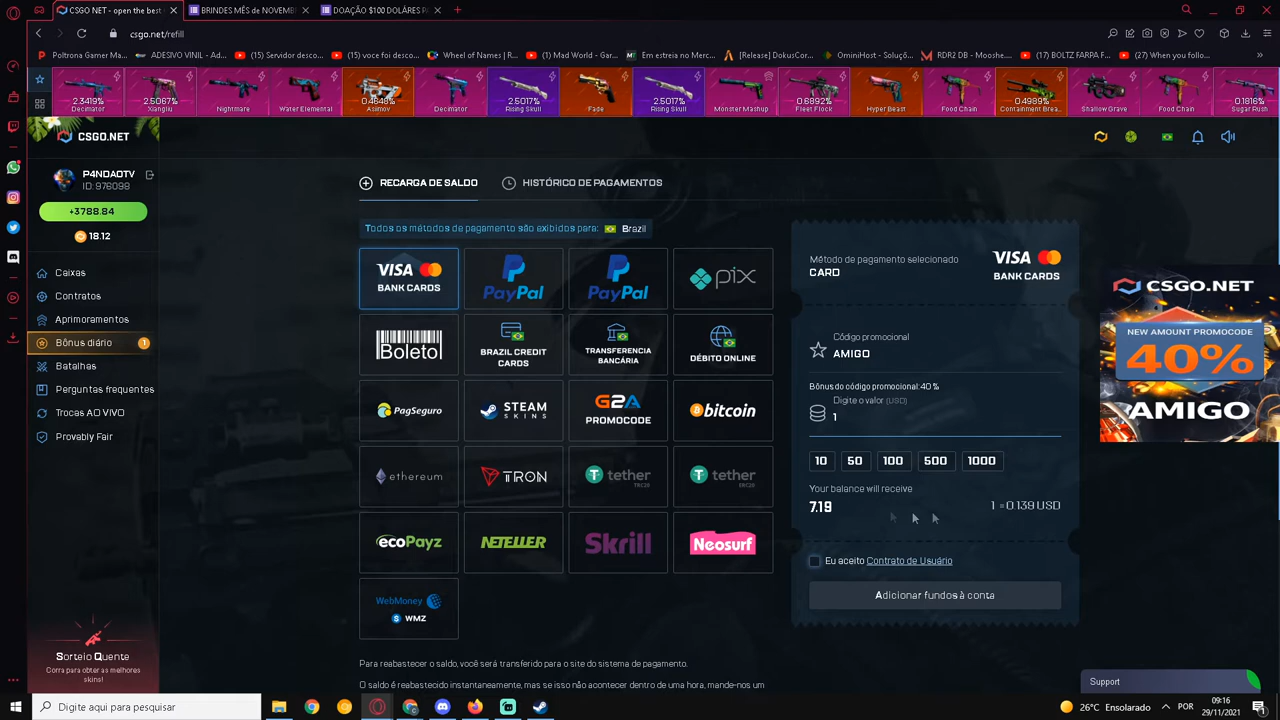 CSGO NET - open the best
BRINDES MÊS de NOVEMB
DOAÇÃO $100 DOLÀRES PA
csgo.net/refill
Poltrona Gamer Ma...
ADESIVO VINIL - Ad...
(15) Servidor desco...
(15) voce foi descon...
Wheel of Names | R...
(1) Mad World - Gar...
Em estreia no Merc...
[Release] DokusCor...
OminiHost - Soluçõ...
RDR2 DB - Mooshe...
(17) BOLTZ FARPA F...
(27) When you follo...
2.3419%
2.5067%
0.4648%
2.5017%
2.5017%
0.6892%
0.4989%
0.1816%
Decimator
Xiangliu
Nightmare
Water Elemental
Asiimov
Decimator
Rising Skull
Fade
Rising Skull
Monster Mashup
Fleet Flock
Hyper Beast
Food Chain
Containment Brea...
Shallow Grave
Food Chain
Sugar Rush
CSGO.NET
P4NDAOTV
ID: 976098
+3788.84
18.12
Caixas
Contratos
Aprimoramentos
Bônus diário
1
Batalhas
Perguntas frequentes
Trocas AO VIVO
Provably Fair
Sorteio Quente
Corra para obter as melhores
skins!
RECARGA DE SALDO
HISTÓRICO DE PAGAMENTOS
Todos os métodos de pagamento são exibidos para:
Brazil
VISA
BANK CARDS
PayPal
PayPal
pix
Boleto
BRAZIL CREDIT
CARDS
TRANSFERENCIA
BANCÁRIA
DÉBITO ONLINE
PagSeguro
STEAM
SKINS
G2A
PROMOCODE
bitcoin
ethereum
TRON
tether
TRC20
tether
ERC20
ecoPayz
NETELLER
Skrill
Neosurf
WebMoney
WMZ
Para reabastecer o saldo, você será transferido para o site do sistema de pagamento.
O saldo é reabastecido instantaneamente, mas se isso não acontecer dentro de uma hora, mande-nos um
Método de pagamento selecionado
CARD
VISA
BANK CARDS
Código promocional
AMIGO
Bônus do código promocional:40 %
Digite o valor (USD)
1
10
50
100
500
1000
Your balance will receive
7.19
1 = 0.139 USD
Eu aceito Contrato de Usuário
Adicionar fundos à conta
CSGO.NET
NEW AMOUNT PROMOCODE
40%
AMIGO
Support
Digite aqui para pesquisar
26°C Ensolarado
POR
09:16
29/11/2021